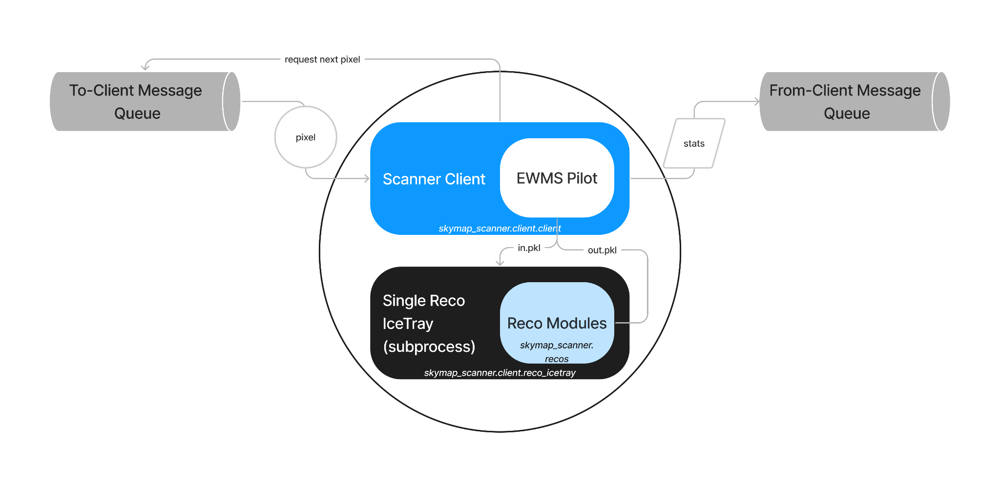 request next pixel
To-Client Message
Queue
From-Client Message
Queue
pixel
stats
Scanner Client
EWMS Pilot
skymap_scanner.client.client
in.pkl
out.pkl
Single Reco
IceTray
(subprocess)
Reco Modules
skymap_scanner.
recos
skymap_scanner.client.reco_icetray